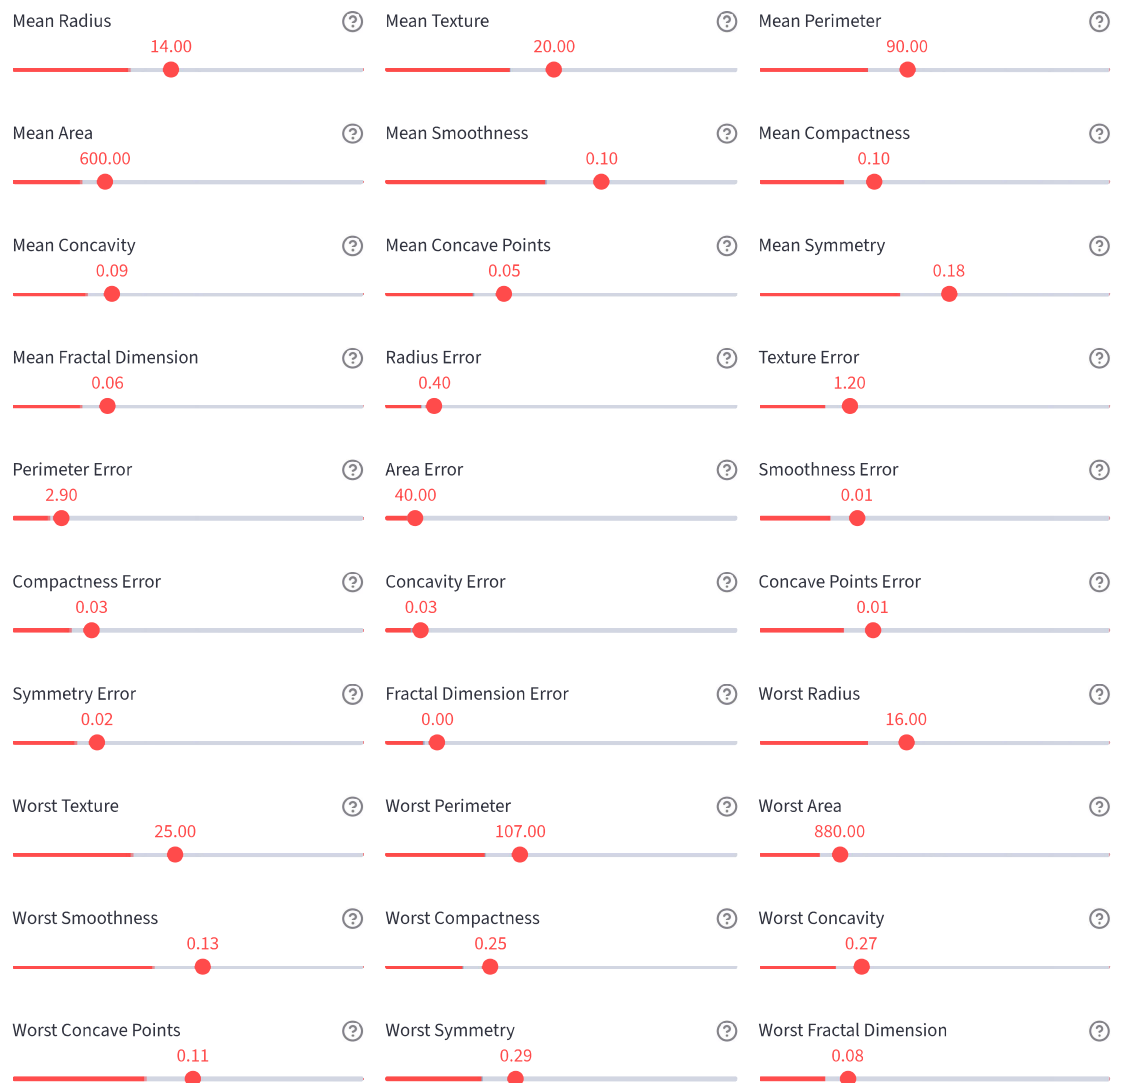 Mean Radius
Mean Texture
Mean Perimeter
14.00
20.00
90.00
Mean Area
Mean Smoothness
Mean Compactness
600.00
0.10
0.10
Mean Concavity
Mean Concave Points
Mean Symmetry
0.09
0.05
0.18
Mean Fractal Dimension
Radius Error
Texture Error
0.06
0.40
1.20
Perimeter Error
Area Error
Smoothness Error
2.90
40.00
0.01
Compactness Error
Concavity Error
Concave Points Error
0.03
0.03
0.01
Symmetry Error
Fractal Dimension Error
Worst Radius
0.02
0.00
16.00
Worst Texture
Worst Perimeter
Worst Area
25.00
107.00
880.00
Worst Smoothness
Worst Compactness
Worst Concavity
0.13
0.25
0.27
Worst Concave Points
Worst Symmetry
Worst Fractal Dimension
0.11
0.29
0.08